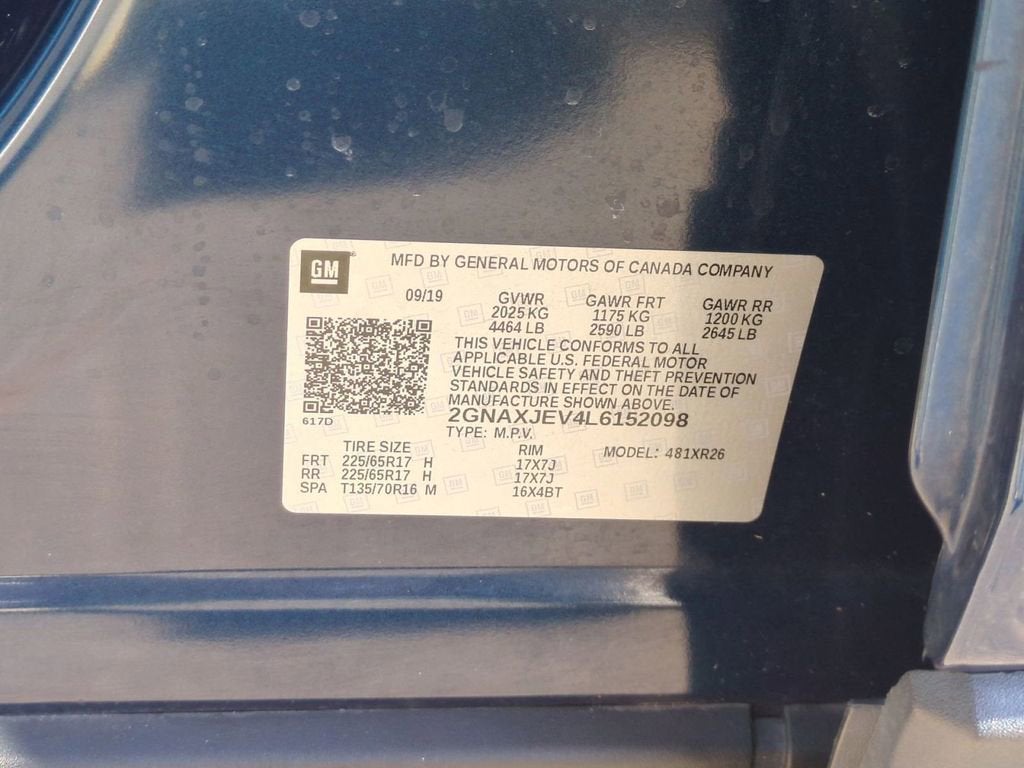 GM
MFD BY GENERAL MOTORS OF CANADA COMPANY
09/19 GVWR GAWR FRT GAWR RR
2025 KG 1175 KG 1200 KG
4464 LB 2590 LB 2645 LB
THIS VEHICLE CONFORMS TO ALL
APPLICABLE U.S. FEDERAL MOTOR
VEHICLE SAFETY AND THEFT PREVENTION
STANDARDS IN EFFECT ON THE DATE OF
MANUFACTURE SHOWN ABOVE.
617D
2GNAXJEV4L6152098
TYPE: M.P.V.
TIRE SIZE RIM MODEL: 481XR26
FRT 225/65R17 H 17X7J
RR 225/65R17 H 17X7J
SPA T135/70R16 M 16X4BT